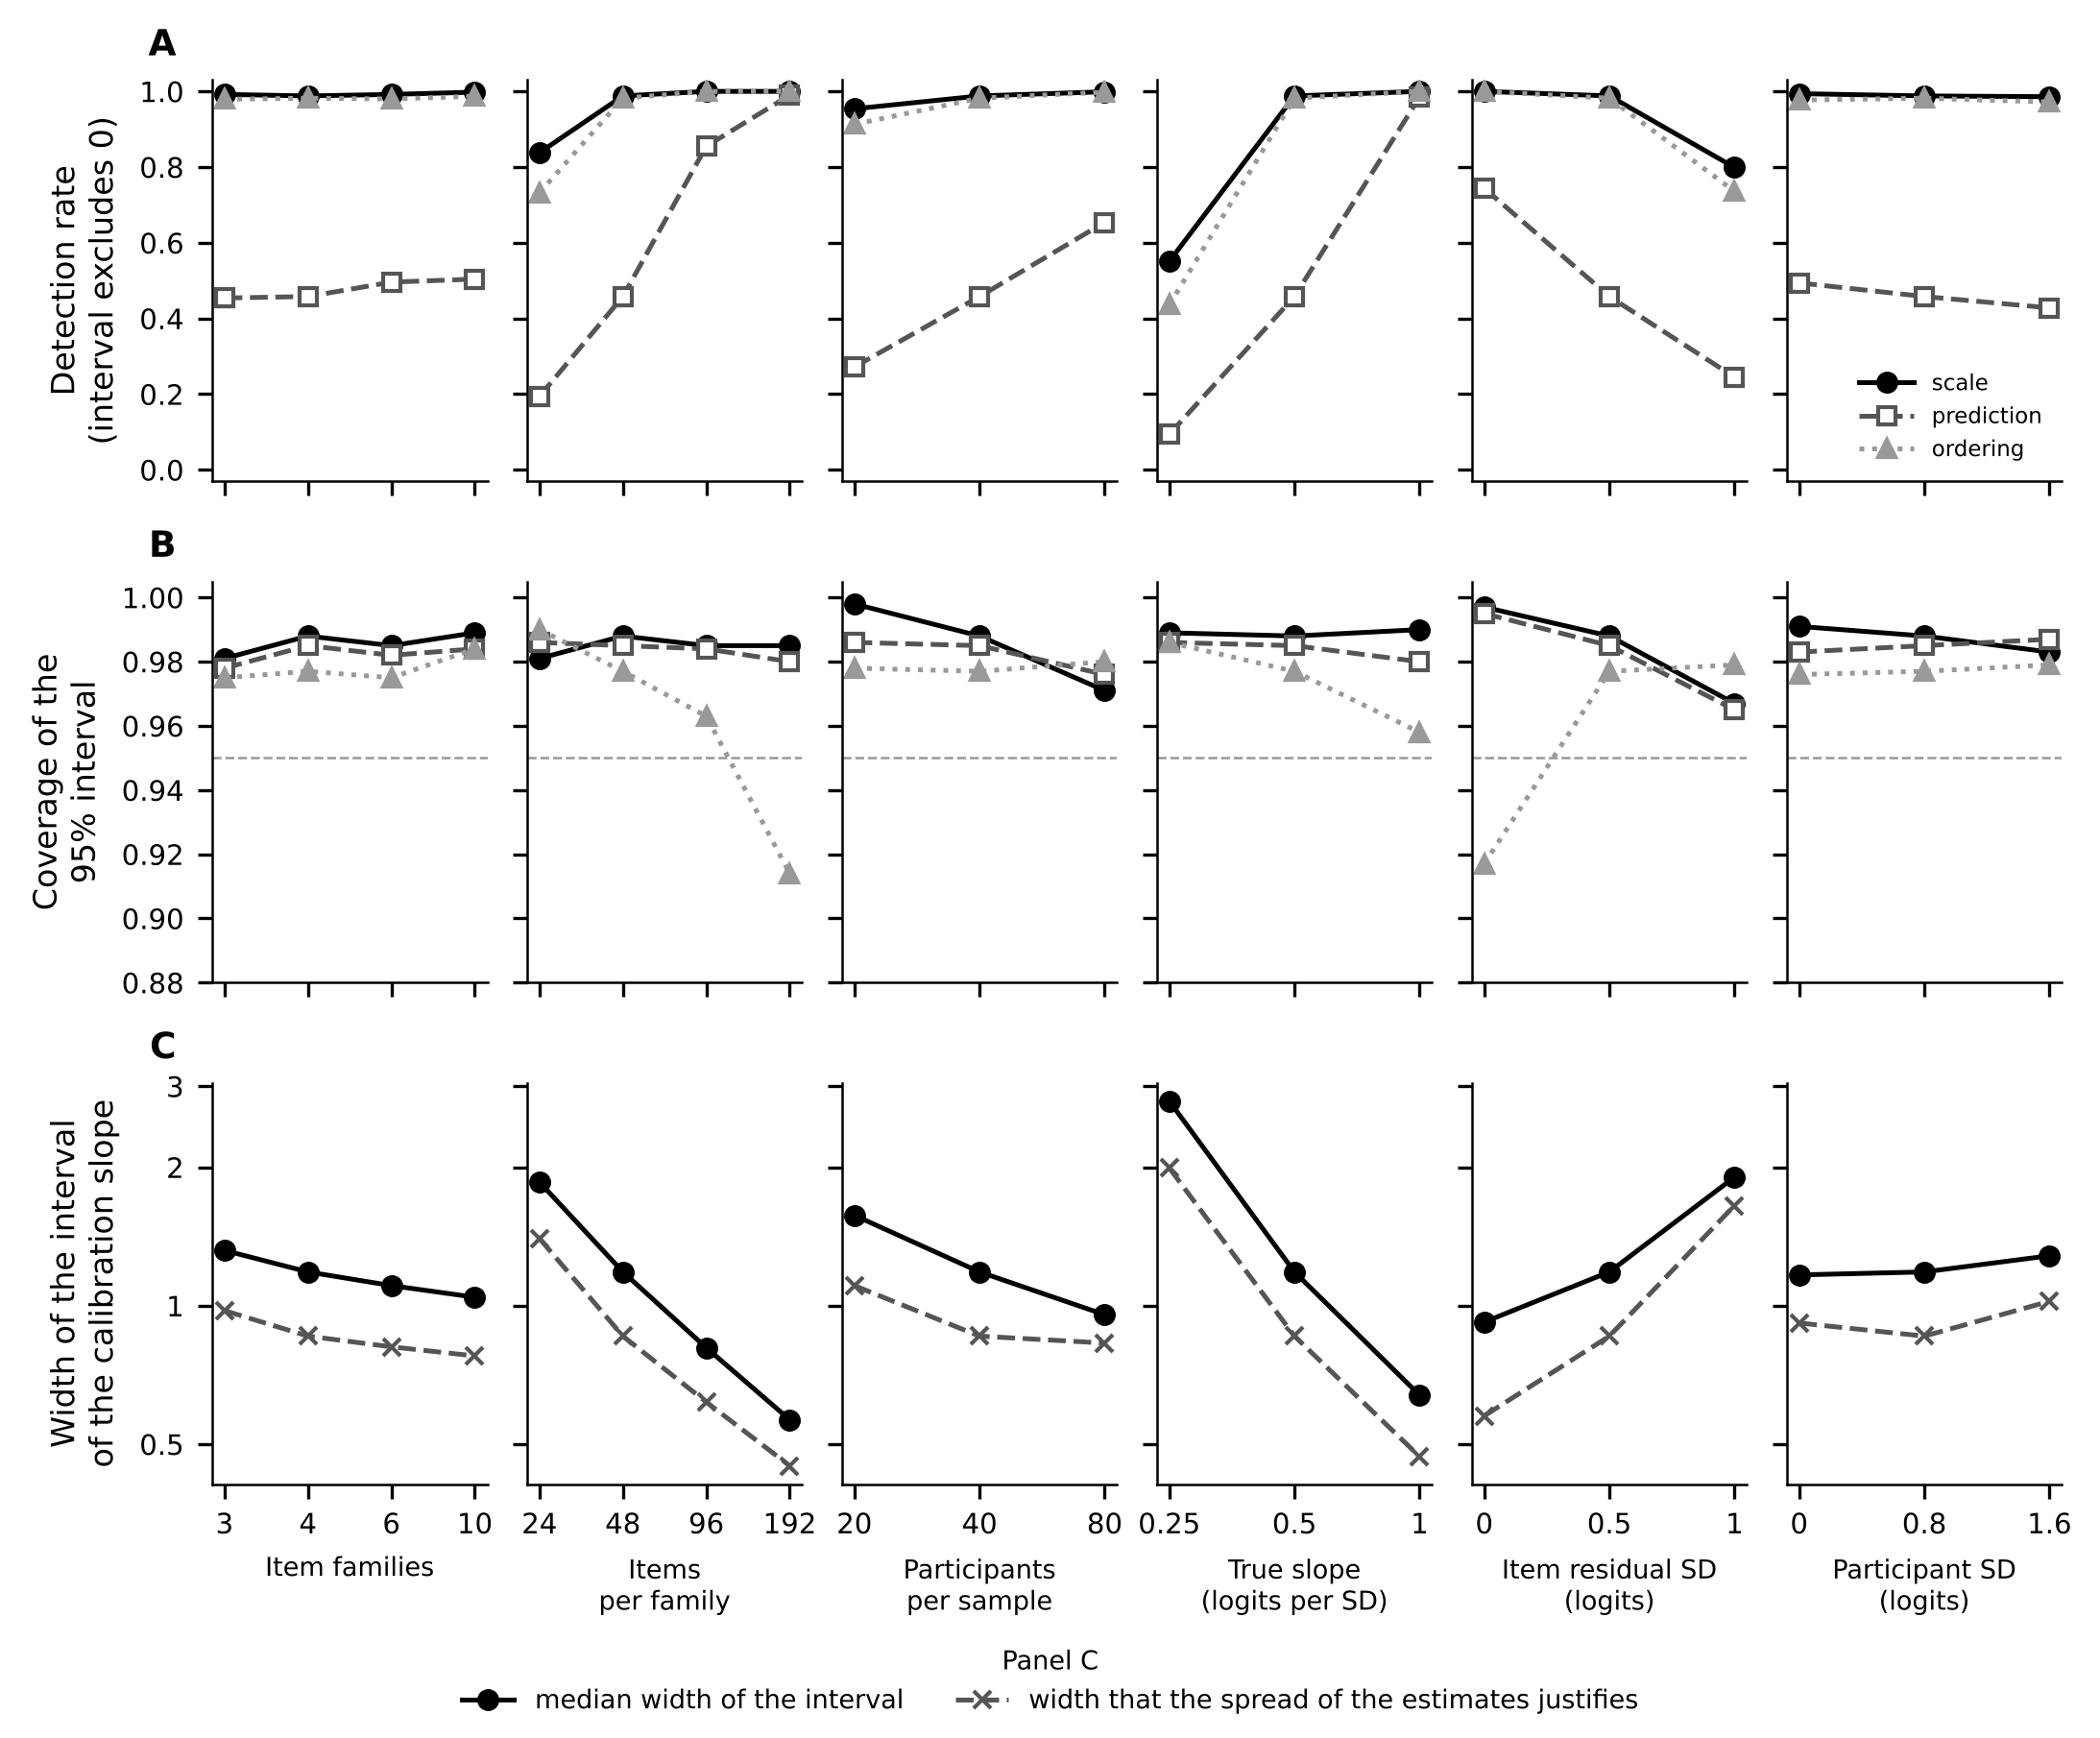 A
Detection rate
(interval excludes 0)
1.0
0.8
0.6
0.4
0.2
0.0
scale
prediction
ordering
B
Coverage of the
95% interval
1.00
0.98
0.96
0.94
0.92
0.90
0.88
C
Width of the interval
of the calibration slope
3
2
1
0.5
3 4 6 10 24 48 96 192 20 40 80 0.25 0.5 1 0 0.5 1 0 0.8 1.6
Item families
Items
per family
Participants
per sample
True slope
(logits per SD)
Item residual SD
(logits)
Participant SD
(logits)
Panel C
median width of the interval
width that the spread of the estimates justifies